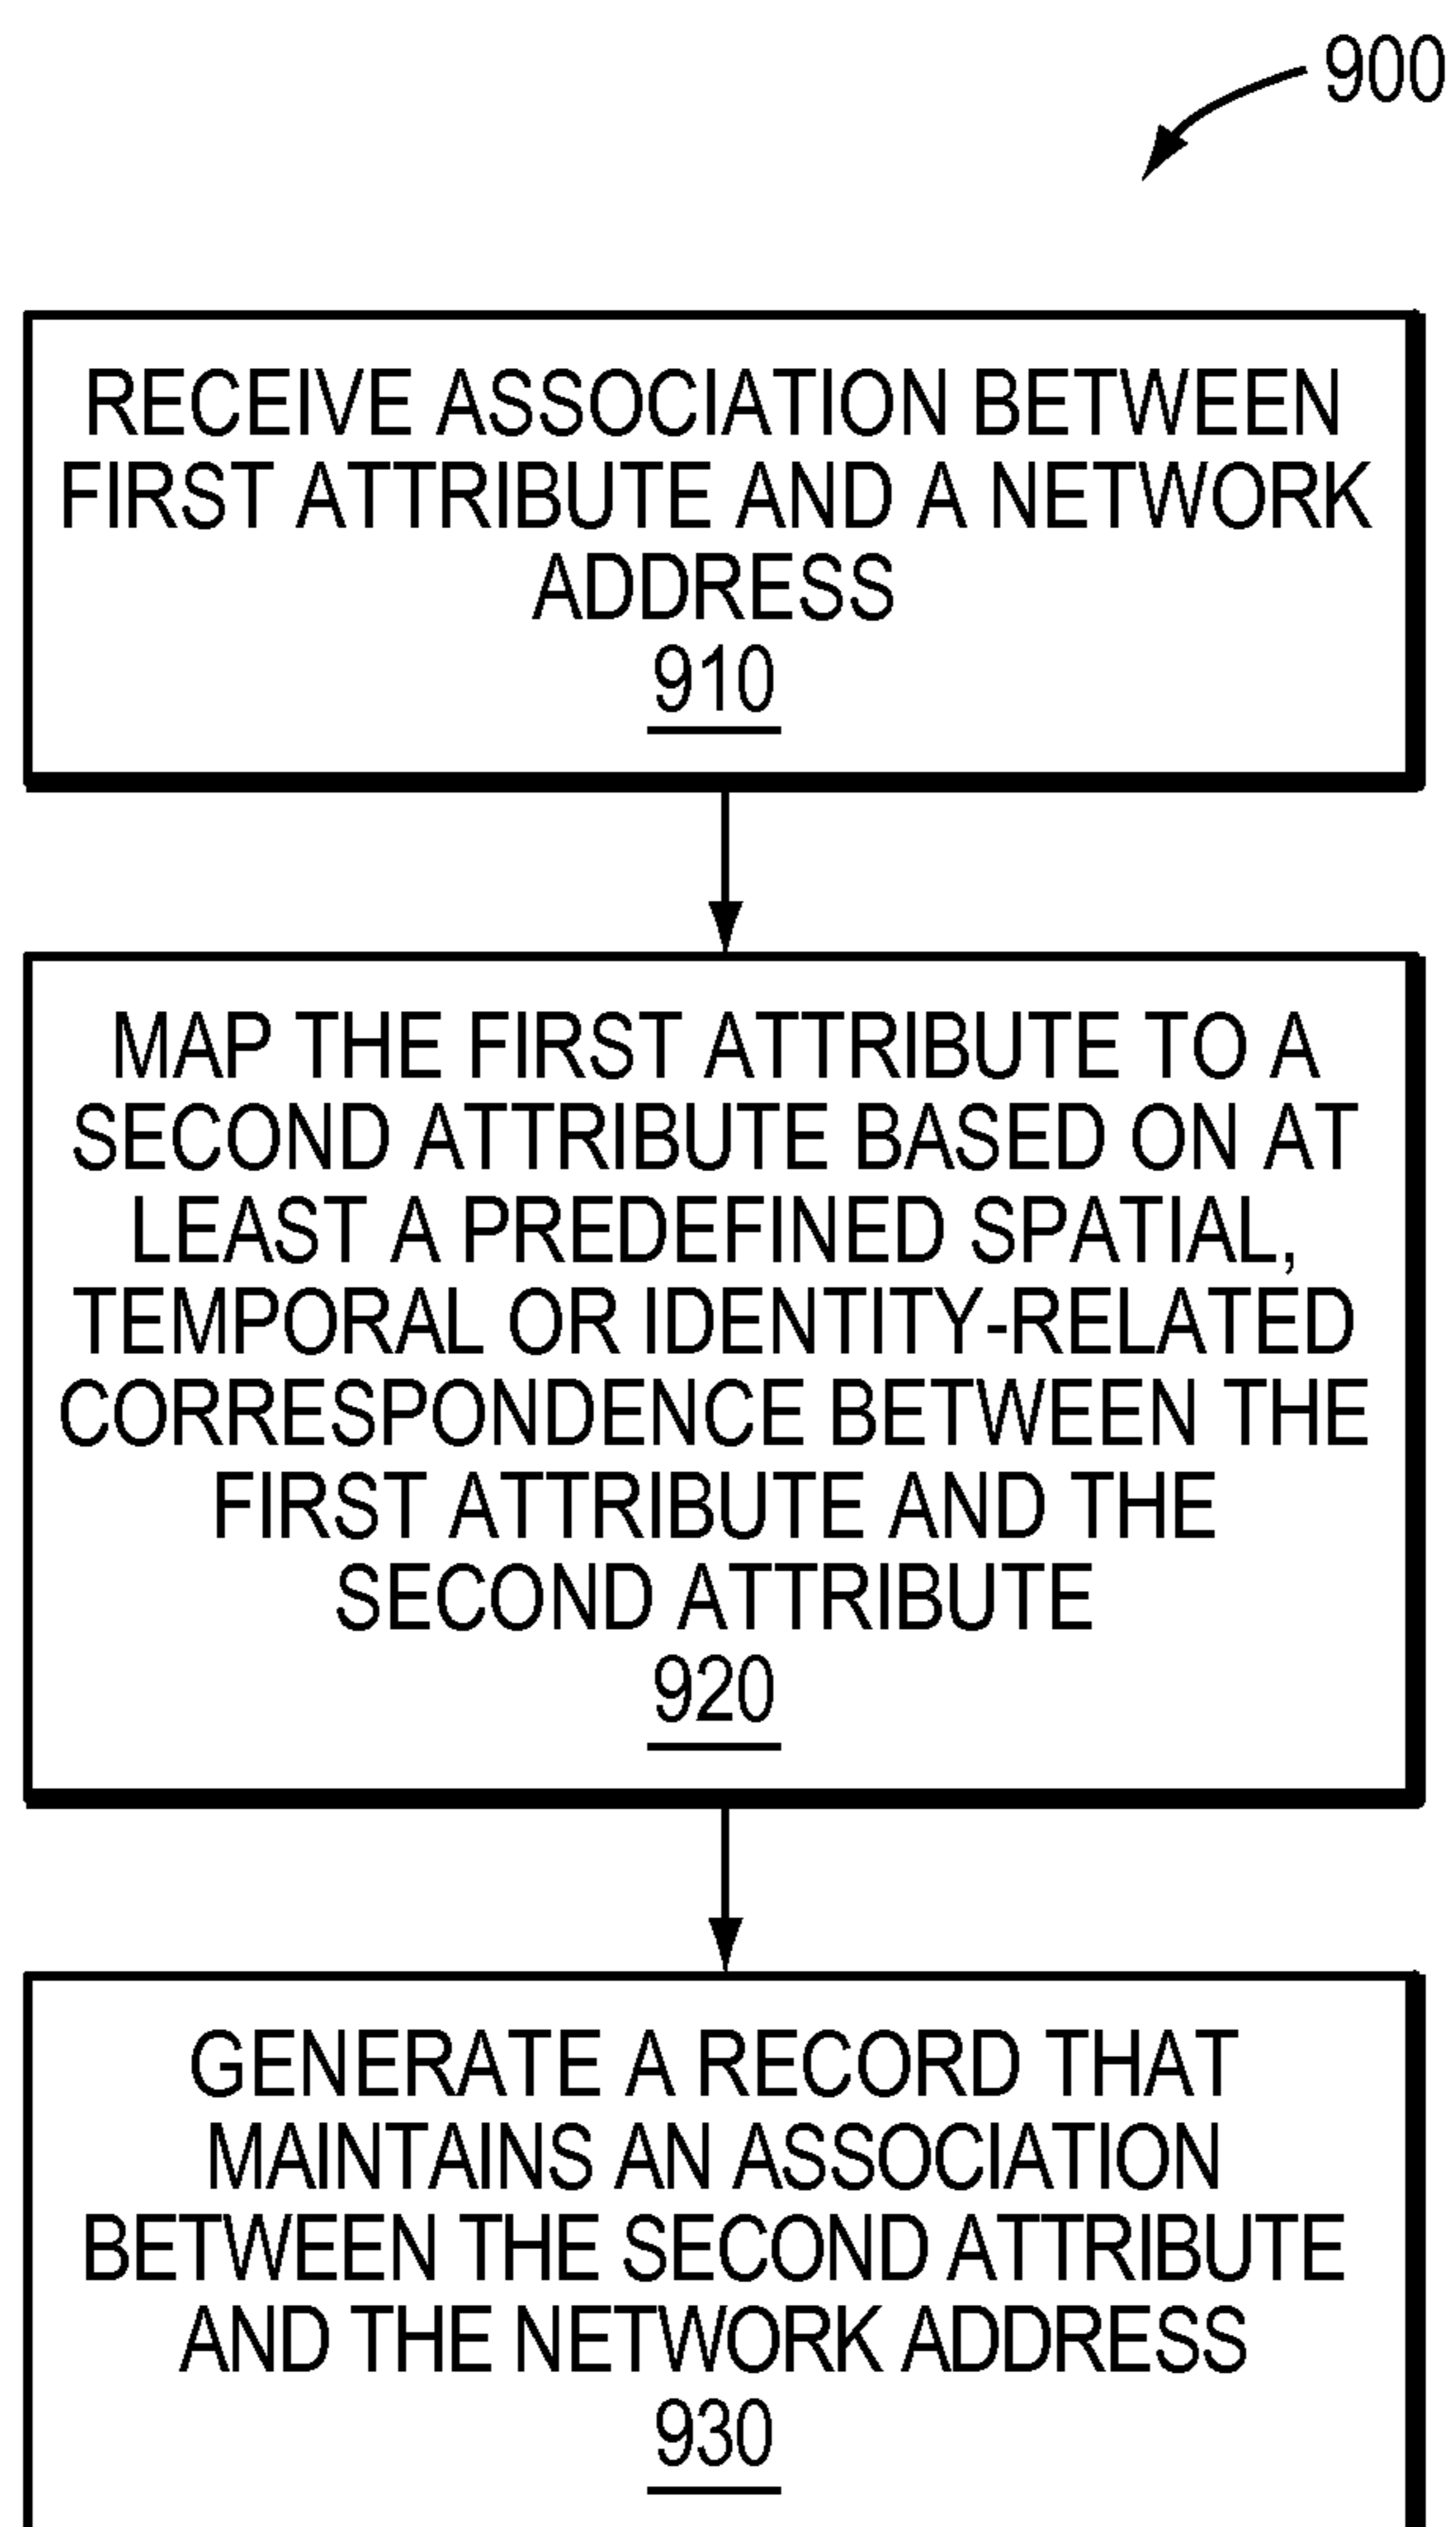 900
RECEIVE ASSOCIATION BETWEEN
FIRST ATTRIBUTE AND A NETWORK
ADDRESS
910
MAP THE FIRST ATTRIBUTE TO A
SECOND ATTRIBUTE BASED ON AT
LEAST A PREDEFINED SPATIAL,
TEMPORAL OR IDENTITY-RELATED
CORRESPONDENCE BETWEEN THE
FIRST ATTRIBUTE AND THE
SECOND ATTRIBUTE
920
GENERATE A RECORD THAT
MAINTAINS AN ASSOCIATION
BETWEEN THE SECOND ATTRIBUTE
AND THE NETWORK ADDRESS
930